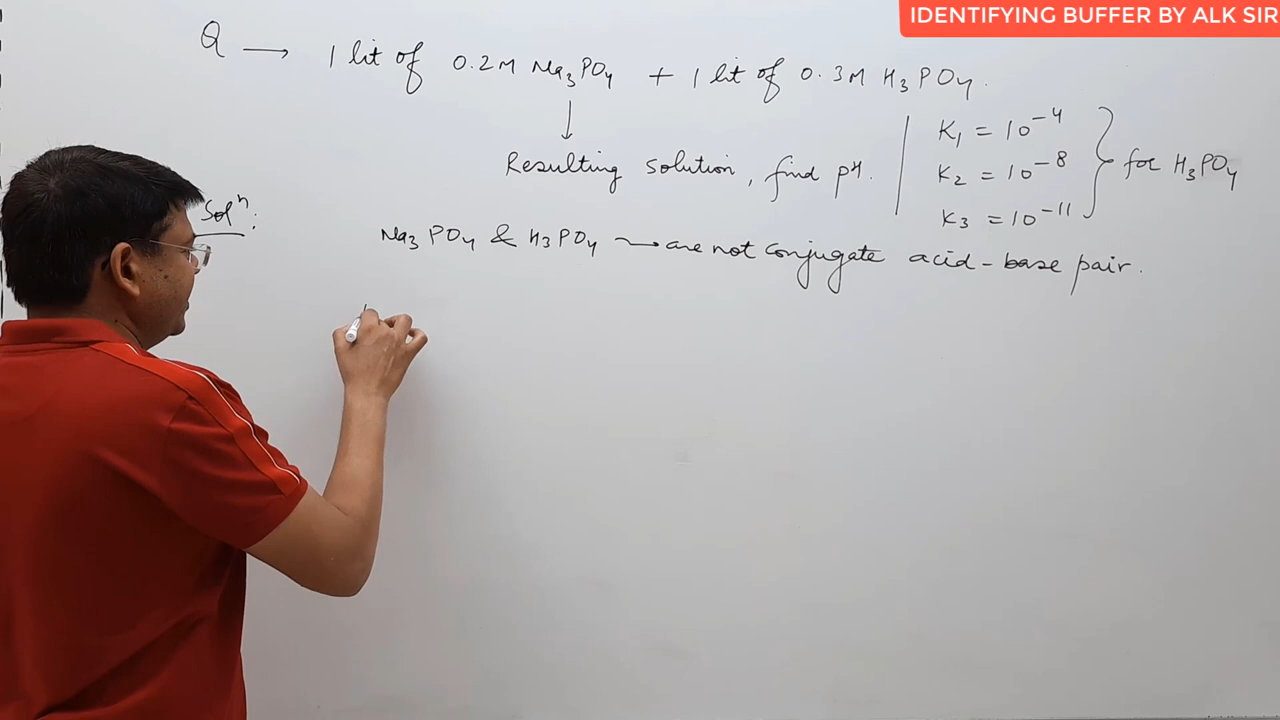 IDENTIFYING BUFFER BY ALK SIR
Q → 1 lit of 0.2M Na₃PO₄ + 1 lit of 0.3M H₃PO₄.
↓
Resulting solution, find pH. | K₁ = 10⁻⁴
K₂ = 10⁻⁸ } for H₃PO₄
K₃ = 10⁻¹¹
Solⁿ:
Na₃PO₄ & H₃PO₄ → are not conjugate acid-base pair.